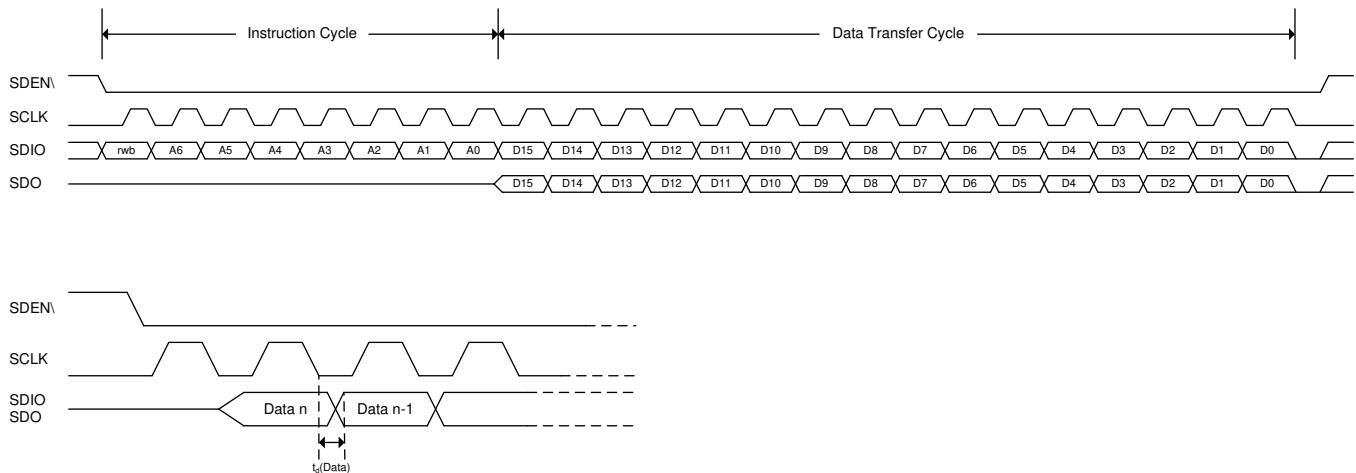 Instruction Cycle Data Transfer Cycle
SDEN\
SCLK
SDIO rwb A6 A5 A4 A3 A2 A1 A0 D15 D14 D13 D12 D11 D10 D9 D8 D7 D6 D5 D4 D3 D2 D1 D0
SDO D15 D14 D13 D12 D11 D10 D9 D8 D7 D6 D5 D4 D3 D2 D1 D0
SDEN\
SCLK
SDIO
SDO
Data n Data n-1
td(Data)